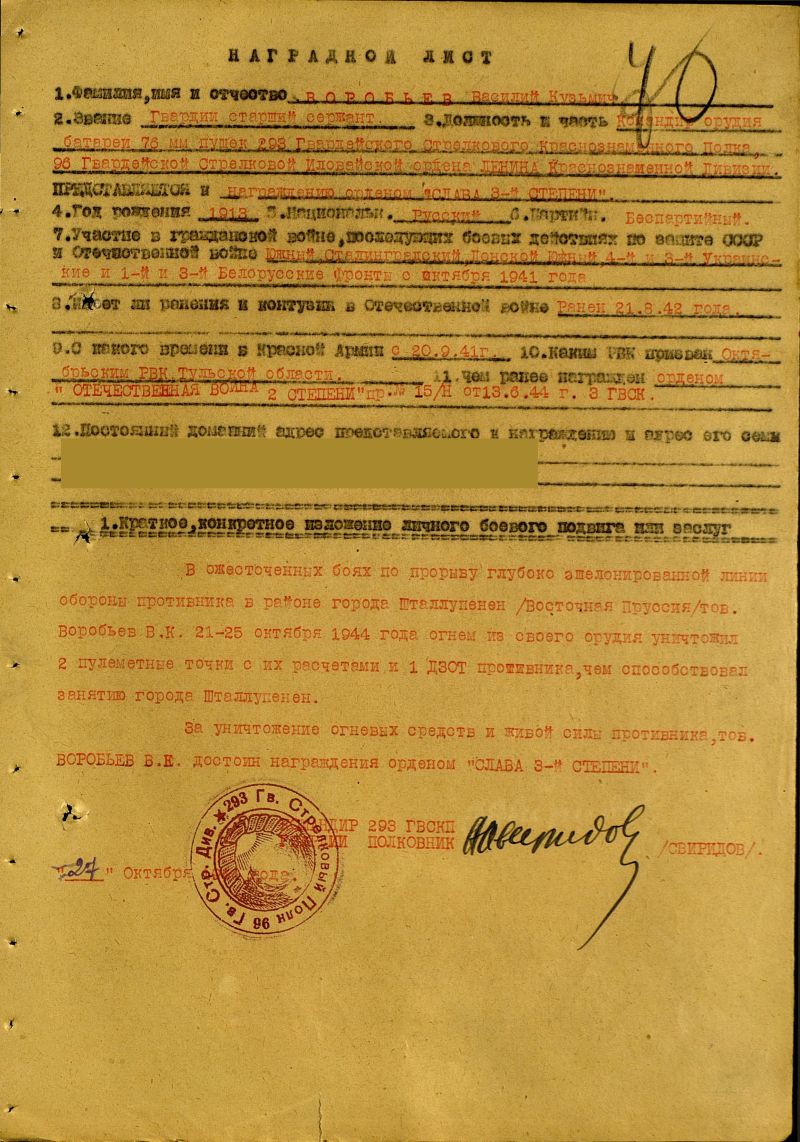 НАГРАДНОЙ ЛИСТ
70
1.Фамилия,имя и отчество ВОРОБЬЕВ Василий Кузьмич
2.Звание Гвардии старший сержант. 3.Должность и часть Командир орудия
батареи 76 мм пушек 293 Гвардейского Стрелкового Краснознаменного Полка,
96 Гвардейской Стрелковой Иловайской ордена ЛЕНИНА Краснознаменной Дивизии.
ПРЕДСТАВЛЯЕТСЯ к награждению орденом "СЛАВА 3-й СТЕПЕНИ".
4.Год рождения 1913 5.Национальн. Русский 6.Партийн. Беспартийный.
7.Участие в гражданской войне,последующих боевых действиях по защите СССР
и Отечественной войне Южный Сталинградский Донской Южный 4-й и 3-й Украинс-
кие и 1-й и 3-й Белорусские Фронты с октября 1941 года
8.Имеет ли ранения и контузии в Отечественной войне Ранен 21.8.42 года.
9.С какого времени в Красной Армии с 20.9.41г. 10.Каким РВК призван Октя-
брьским РВК Тульской области. 11.Чем ранее награжден орденом
"ОТЕЧЕСТВЕННАЯ ВОЙНА 2 СТЕПЕНИ"пр.№ 15/Н от13.6.44 г. 3 ГВСК.
12.Постоянный домашний адрес представляемого к награждению и адрес его семьи
1.Краткое,конкретное изложение личного боевого подвига или заслуг
В ожесточенных боях по прорыву глубоко эшелонированной линии
обороны противника в районе города Шталлупенен /Восточная Пруссия/тов.
Воробьев В.К. 21-25 октября 1944 года огнем из своего орудия уничтожил
2 пулеметные точки с их расчетами и 1 ДЗОТ противника,чем способствовал
занятию города Шталлупенен.
За уничтожение огневых средств и живой силы противника,тов.
ВОРОБЬЕВ В.К. достоин награждения орденом "СЛАВА 3-й СТЕПЕНИ".
293 Гв. Стрелковый Полк 96 Гв. Стр. Див.
КОМАНДИР 293 ГВСКП
ГВАРДИИ ПОЛКОВНИК Свиридов /СВИРИДОВ/.
"27" Октября года.